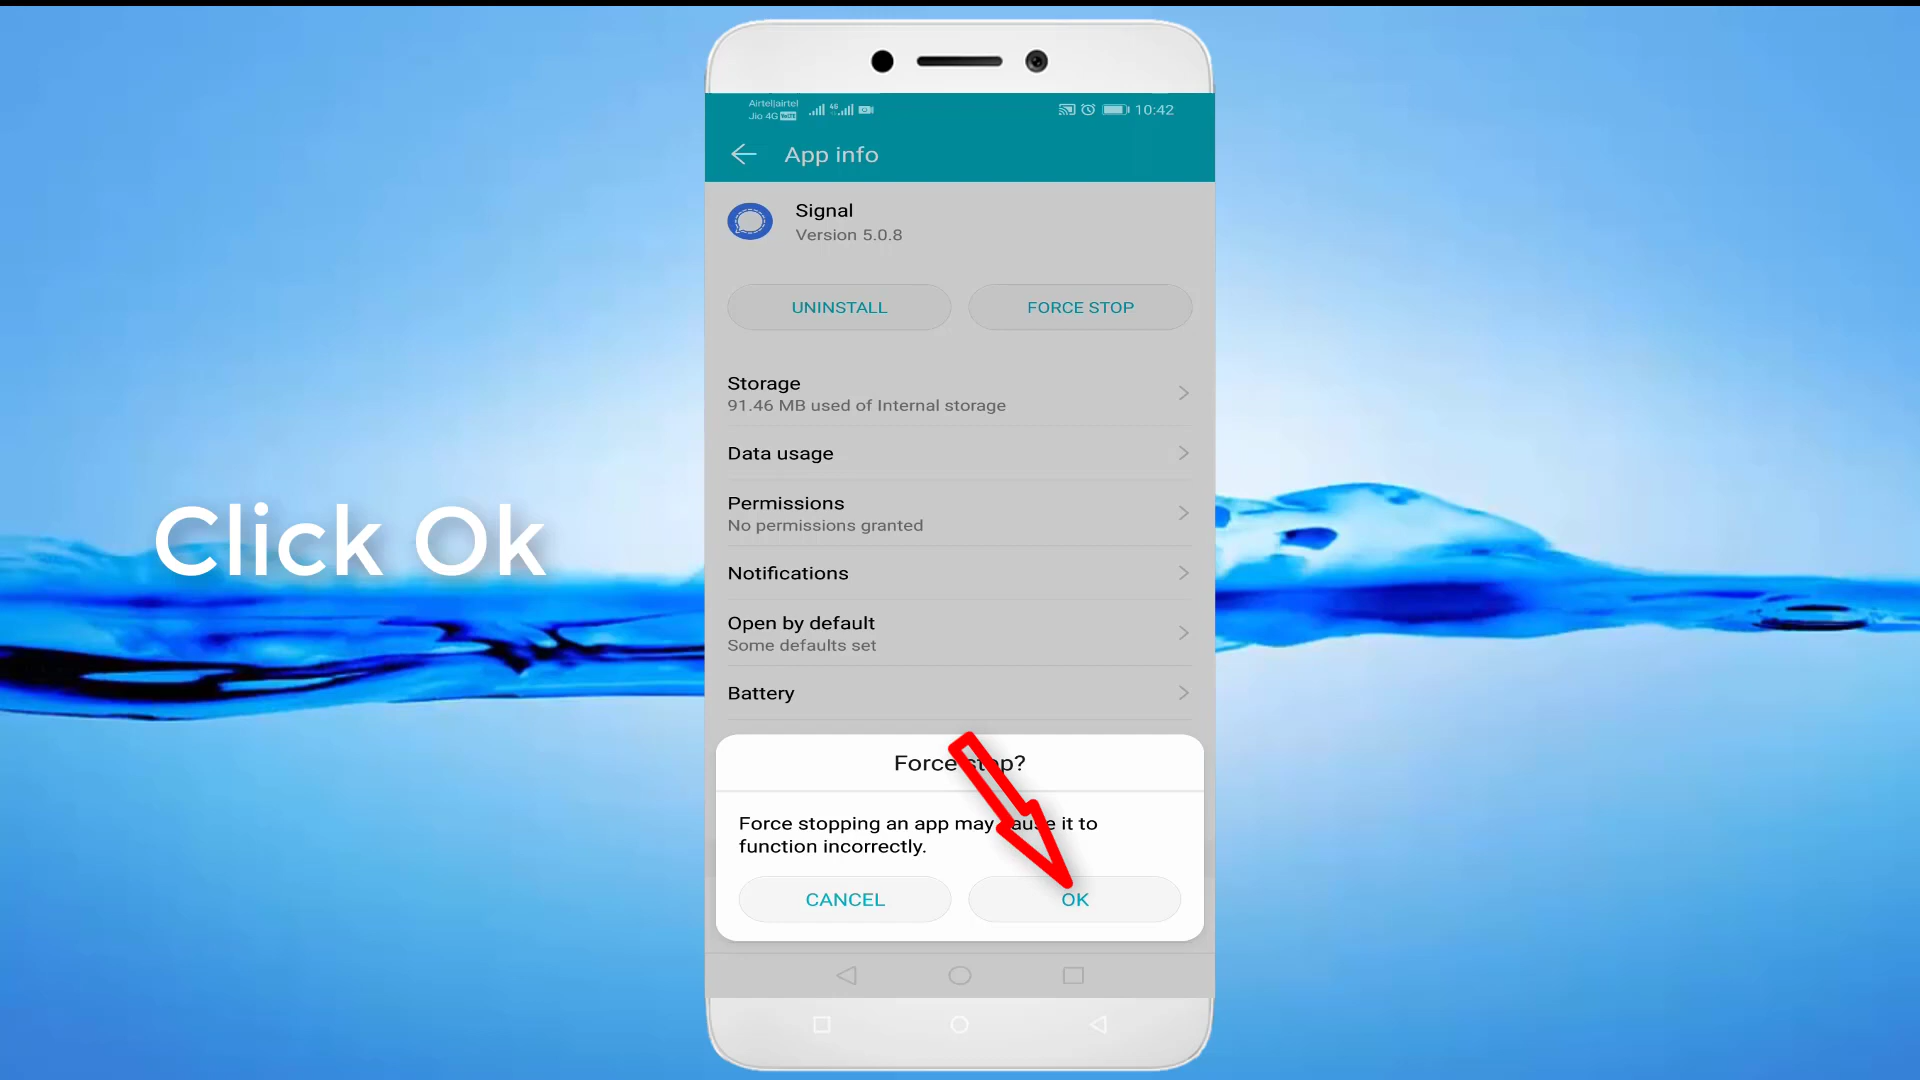 Airtel|airtel
Jio 4G VoLTE
4G
10:42
App info
Signal
Version 5.0.8
UNINSTALL
FORCE STOP
Storage
91.46 MB used of Internal storage
Data usage
Permissions
No permissions granted
Click Ok
Notifications
Open by default
Some defaults set
Battery
Force stop?
Force stopping an app may cause it to
function incorrectly.
CANCEL
OK